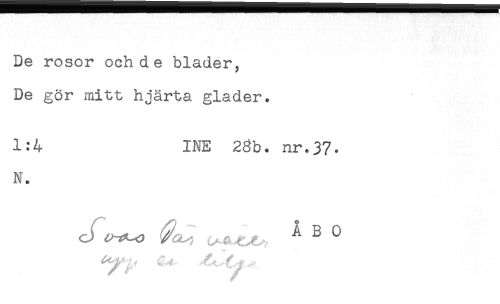 De rosor och de blader,
De gör mitt hjärta glader.
1:4 INE 28b. nr.37.
N.
Svas Där växer ÅBO
upp en lilja